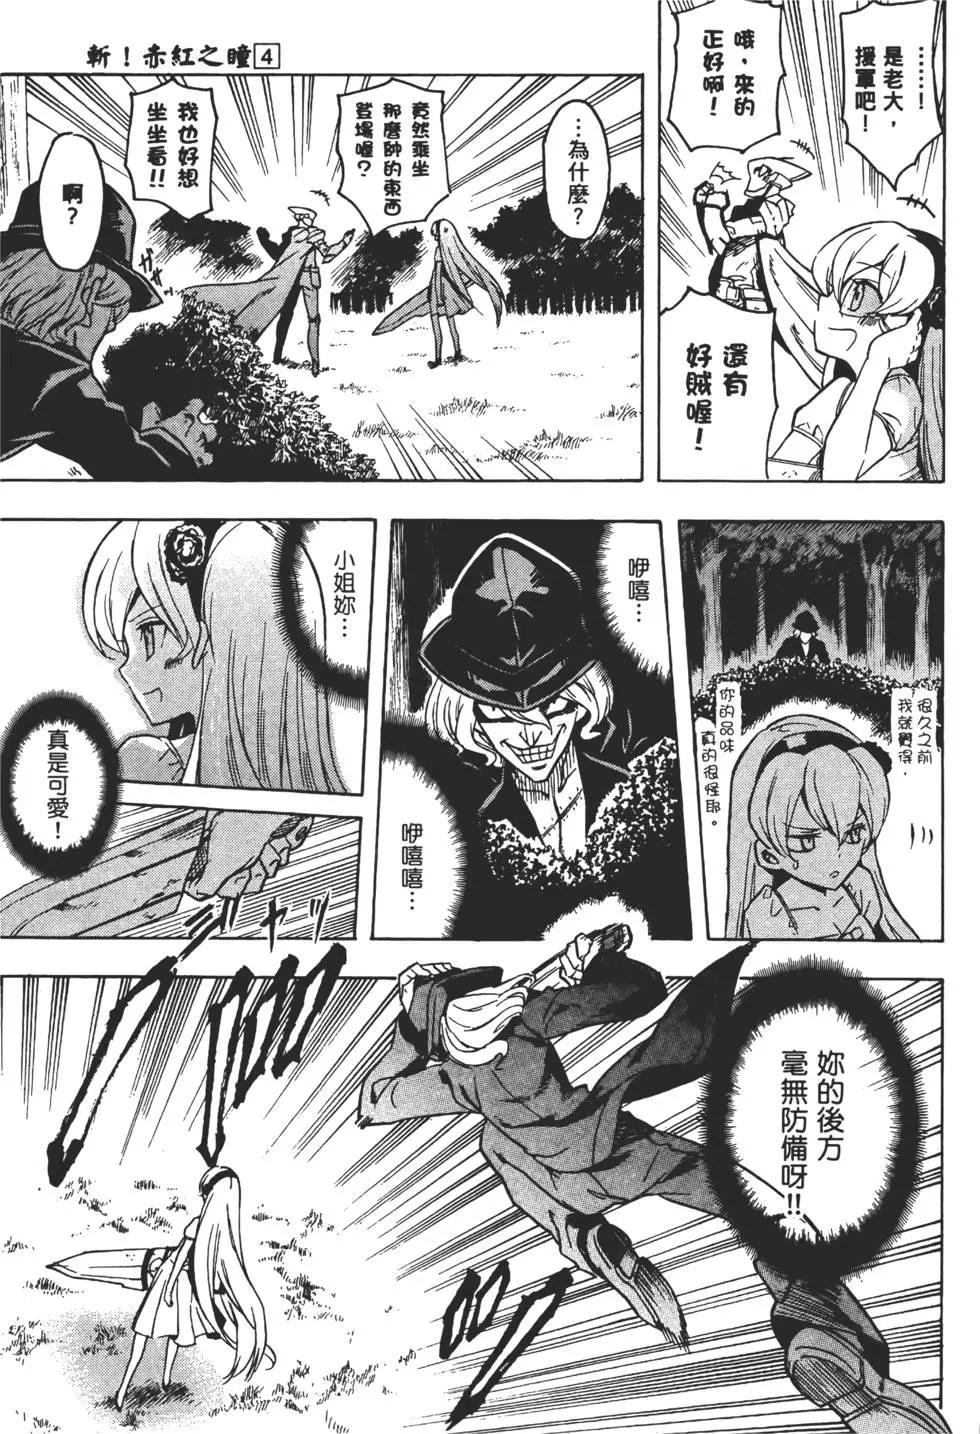 斬！赤紅之瞳 4
……！
是老大，
援軍吧！
哦，來的
正好啊！
還有
好賊喔！
…為什麼？
竟然乘坐
那麼帥的東西
登場喔？
我也好想
坐坐看!!
啊？
ガサ
很久之前
我就覺得，
你的品味
真的很怪耶。
咿嘻…
咿嘻嘻…
小姐妳…
真是可愛！
妳的後方
毫無防備呀!!